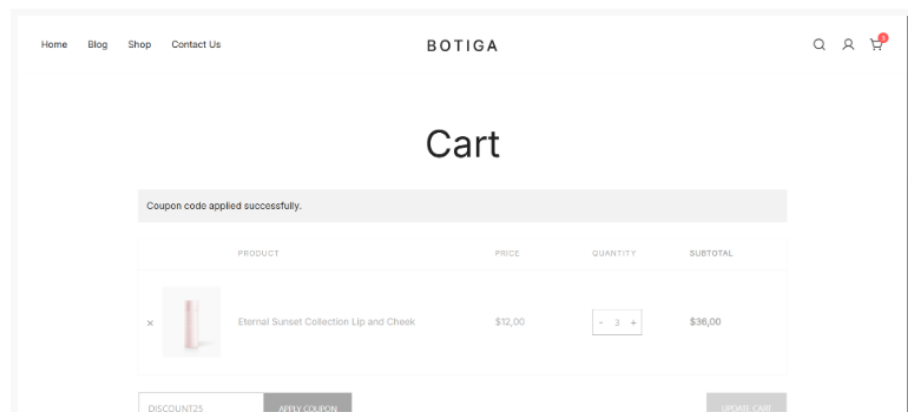 Home Blog Shop Contact Us BOTIGA 3
Cart
Coupon code applied successfully.
PRODUCT PRICE QUANTITY SUBTOTAL
× Eternal Sunset Collection Lip and Cheek $12,00 - 3 + $36,00
DISCOUNT25 APPLY COUPON UPDATE CART